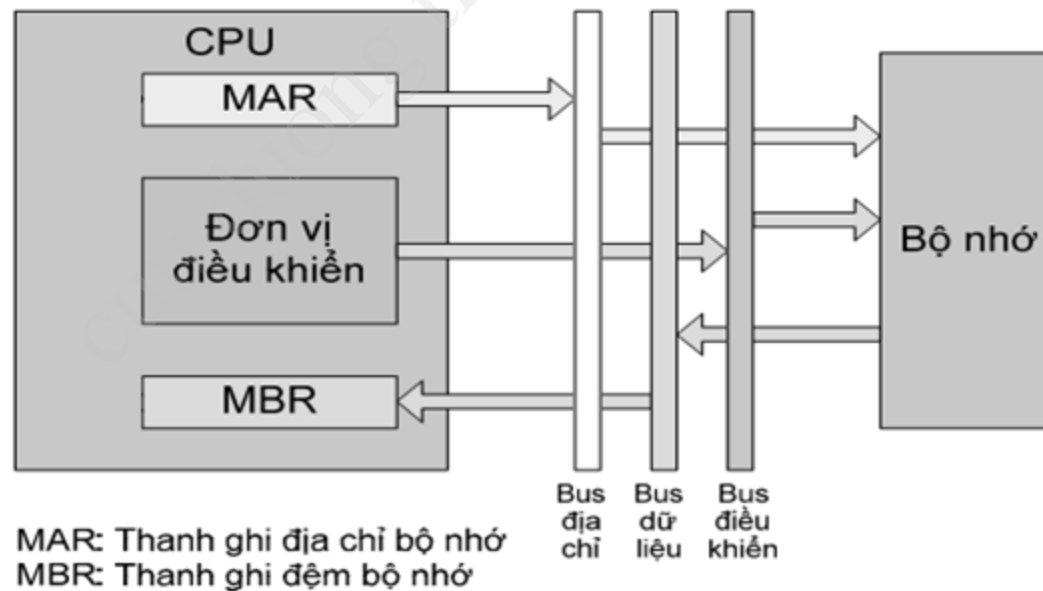 CPU
MAR
Đơn vị
điều khiển
MBR
Bộ nhớ
Bus
địa
chỉ
Bus
dữ
liệu
Bus
điều
khiển
MAR: Thanh ghi địa chỉ bộ nhớ
MBR: Thanh ghi đệm bộ nhớ